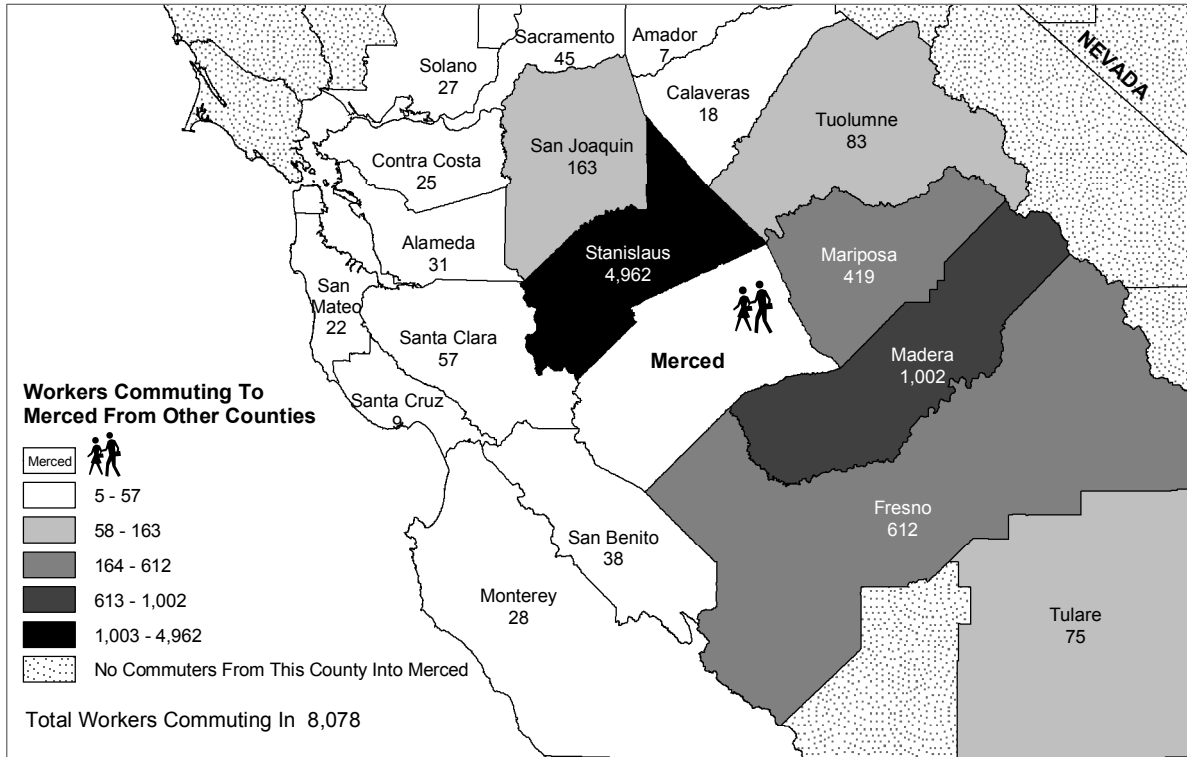 Sacramento
45
Amador
7
Solano
27
NEVADA
Calaveras
18
Tuolumne
83
San Joaquin
163
Contra Costa
25
Alameda
31
Stanislaus
4,962
Mariposa
419
San
Mateo
22
Santa Clara
57
Merced
Madera
1,002
Santa Cruz
9
Fresno
612
San Benito
38
Monterey
28
Tulare
75
Workers Commuting To
Merced From Other Counties
Merced
5 - 57
58 - 163
164 - 612
613 - 1,002
1,003 - 4,962
No Commuters From This County Into Merced
Total Workers Commuting In 8,078